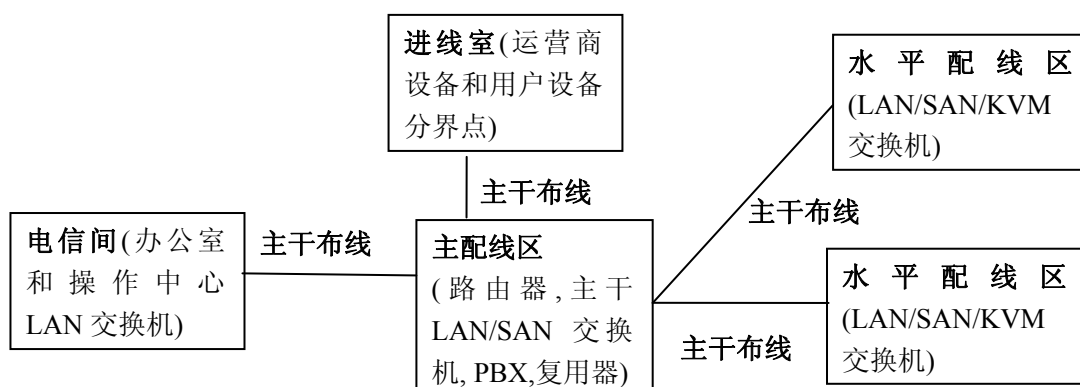 进线室(运营商
设备和用户设备
分界点)
水平配线区
(LAN/SAN/KVM
交换机)
主干布线
主干布线
电信间(办公室
和操作中心
LAN 交换机)
主干布线
主配线区
(路由器,主干
LAN/SAN 交换
机, PBX,复用器)
水平配线区
(LAN/SAN/KVM
交换机)
主干布线